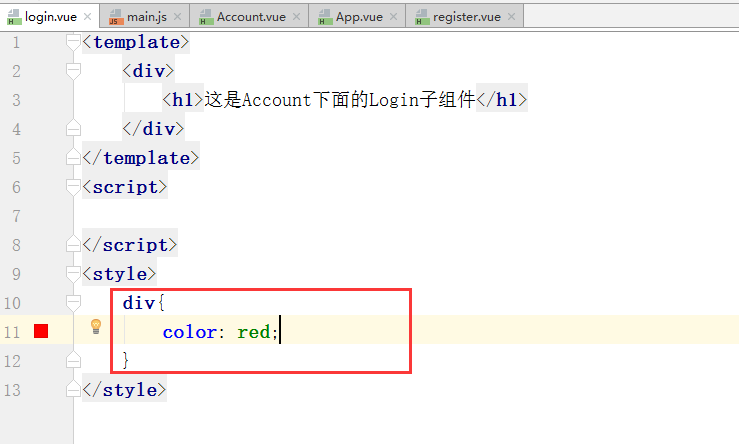 login.vue main.js Account.vue App.vue register.vue
1 <template>
2 <div>
3 <h1>这是Account下面的Login子组件</h1>
4 </div>
5 </template>
6 <script>
7
8 </script>
9 <style>
10 div{
11 color: red;
12 }
13 </style>